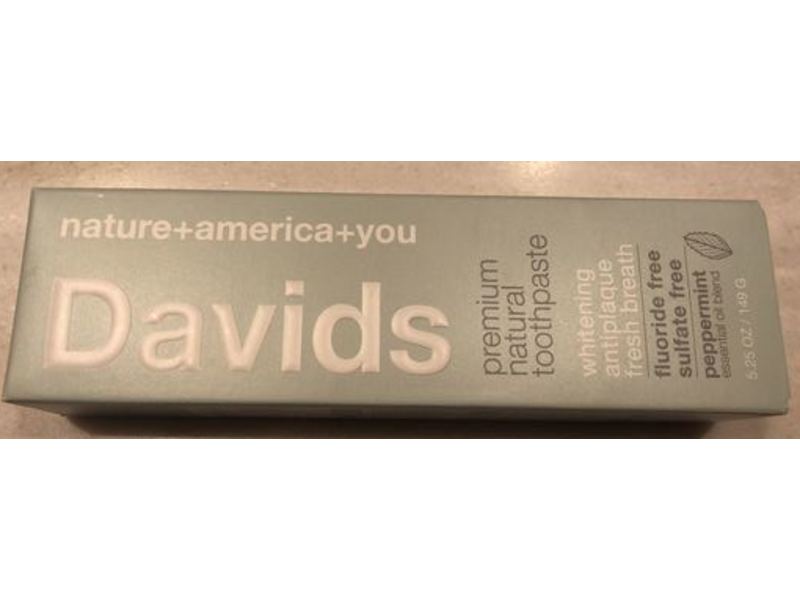 nature+america+you
Davids
premium
natural
toothpaste
whitening
antiplaque
fresh breath
fluoride free
sulfate free
peppermint
essential oil blend
5.25 OZ / 149 G